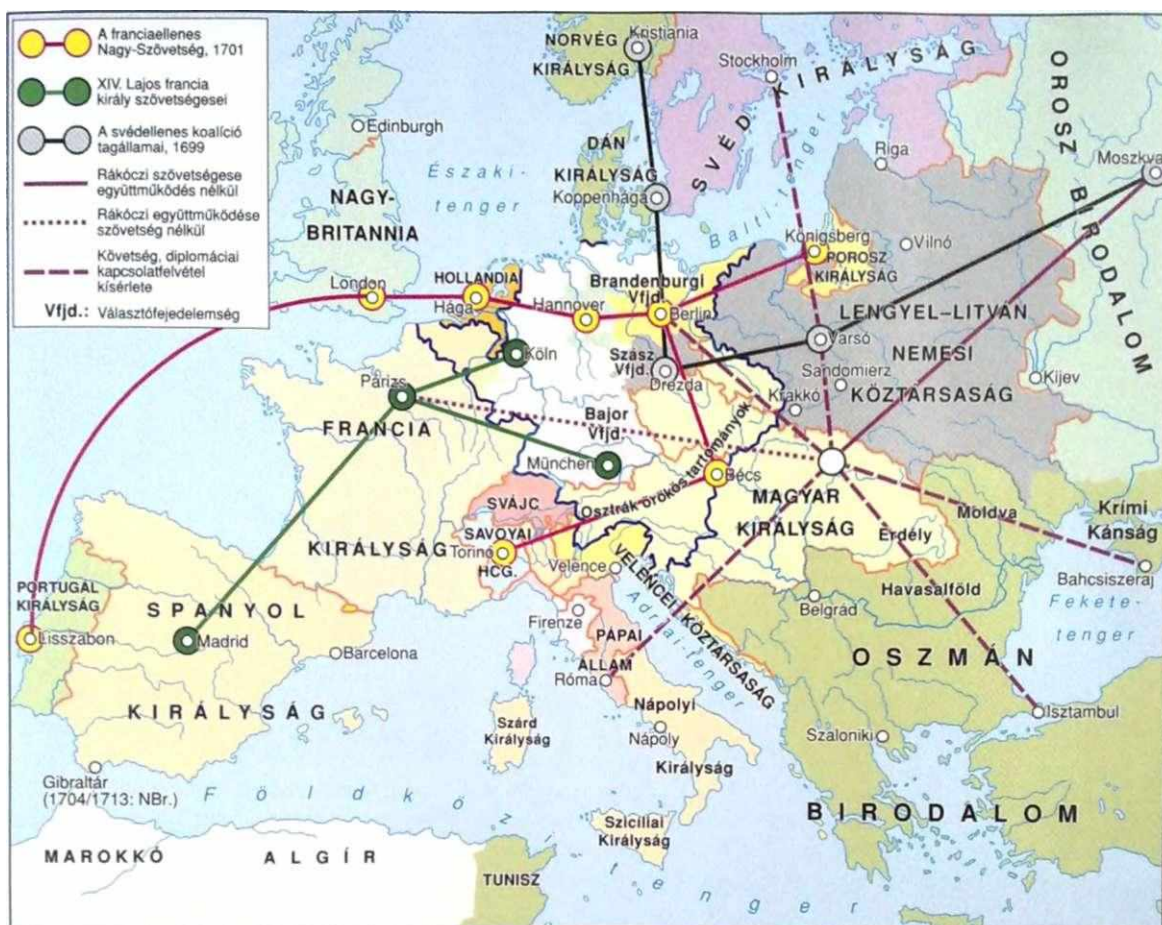 A franciaellenes
Nagy-Szövetség, 1701
XIV. Lajos francia
király szövetségesei
A svédellenes koalíció
tagállamai, 1699
Rákóczi szövetségese
együttműködés nélkül
Rákóczi együttműködése
szövetség nélkül
Követség, diplomáciai
kapcsolatfelvétel
kísérlete
Vfjd.: Választófejedelemség
NORVÉG
KIRÁLYSÁG
Kristiania
Stockholm
SVÉD KIRÁLYSÁG
OROSZ BIRODALOM
Moszkva
Edinburgh
Északi-
tenger
DÁN
KIRÁLYSÁG
Koppenhága
Riga
Balti-tenger
NAGY-
BRITANNIA
Königsberg
POROSZ
KIRÁLYSÁG
Vilnó
London
HOLLANDIA
Hága
Hannover
Brandenburgi
Vfjd.
Berlin
LENGYEL–LITVÁN
NEMESI
KÖZTÁRSASÁG
Varsó
Sandomierz
Krakkó
Kijev
Köln
Szász
Vfjd.
Drezda
Párizs
FRANCIA
KIRÁLYSÁG
Bajor
Vfjd
München
Osztrák örökös tartományok
Bécs
MAGYAR
KIRÁLYSÁG
Erdély
Moldva
Krími
Kánság
Bahcsiszeraj
SVÁJC
SAVOYAI
HCG.
Torinó
Velence
VELENCEI KÖZTÁRSASÁG
Adriai-tenger
Belgrád
Havasalföld
Fekete-
tenger
PORTUGÁL
KIRÁLYSÁG
Lisszabon
SPANYOL
KIRÁLYSÁG
Madrid
Barcelona
Firenze
PÁPAI
ÁLLAM
Róma
OSZMÁN
BIRODALOM
Isztambul
Szaloniki
Szárd
Királyság
Nápolyi
Királyság
Nápoly
Gibraltár
(1704/1713: NBr.)
Földközi tenger
Szicíliai
Királyság
MAROKKÓ
ALGÍR
TUNISZ